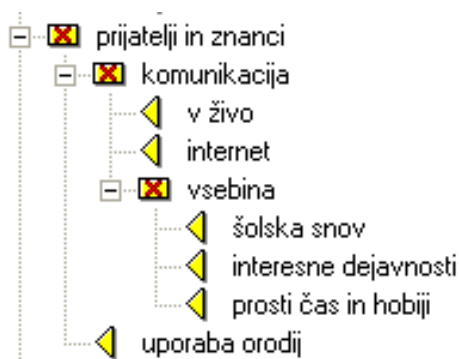 prijatelji in znanci
komunikacija
v živo
internet
vsebina
šolska snov
interesne dejavnosti
prosti čas in hobiji
uporaba orodij